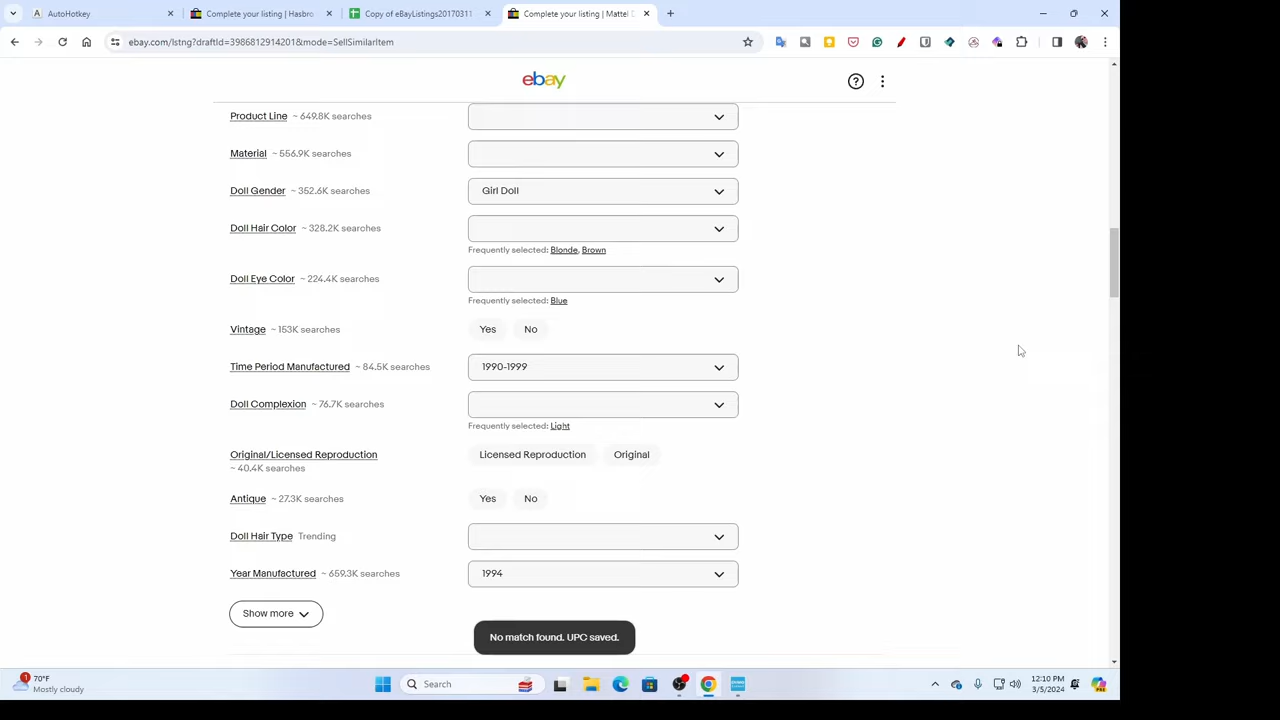 AutoHotkey
Complete your listing | Hasbro
Copy of eBayListings20170311
Complete your listing | Mattel D
ebay.com/lstng?draftId=3986812914201&mode=SellSimilarItem
ebay
Product Line ~ 649.8K searches
Material ~ 556.9K searches
Doll Gender ~ 352.6K searches Girl Doll
Doll Hair Color ~ 328.2K searches
Frequently selected: Blonde, Brown
Doll Eye Color ~ 224.4K searches
Frequently selected: Blue
Vintage ~ 153K searches Yes No
Time Period Manufactured ~ 84.5K searches 1990-1999
Doll Complexion ~ 76.7K searches
Frequently selected: Light
Original/Licensed Reproduction Licensed Reproduction Original
~ 40.4K searches
Antique ~ 27.3K searches Yes No
Doll Hair Type Trending
Year Manufactured ~ 659.3K searches 1994
Show more
No match found. UPC saved.
1
70°F
Mostly cloudy
Search
12:10 PM
3/5/2024